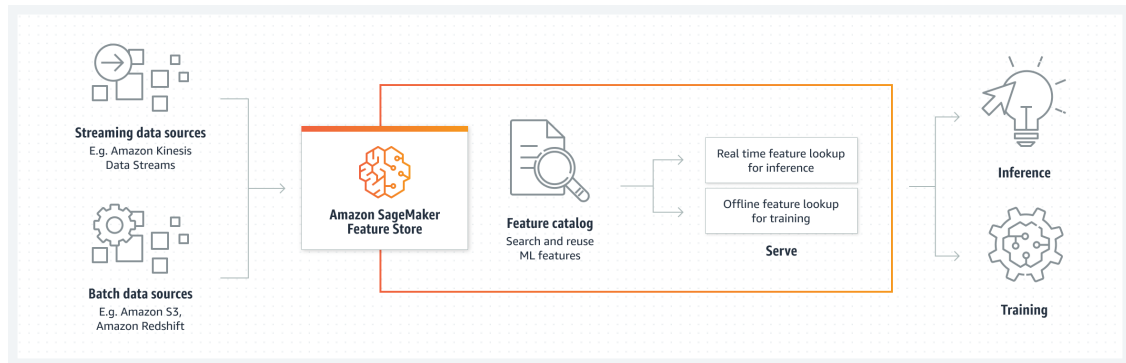 Streaming data sources
E.g. Amazon Kinesis
Data Streams
Batch data sources
E.g. Amazon S3,
Amazon Redshift
Amazon SageMaker
Feature Store
Feature catalog
Search and reuse
ML features
Real time feature lookup
for inference
Offline feature lookup
for training
Serve
Inference
Training